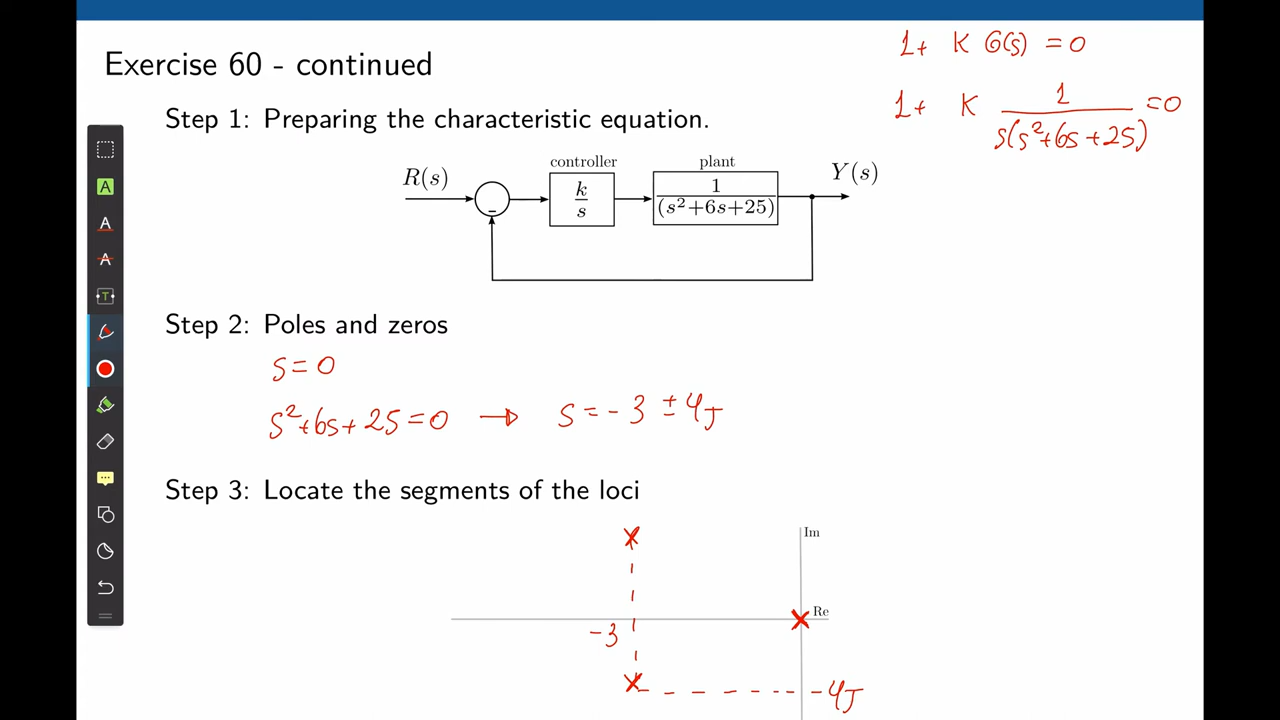 Exercise 60 - continued
1+ K G(s) = 0
1+ K 1/(s(s²+6s+25)) = 0
Step 1: Preparing the characteristic equation.
controller
plant
R(s)
k/s
1/(s²+6s+25)
Y(s)
-
Step 2: Poles and zeros
s = 0
s²+6s+25=0 → s = -3 ± 4J
Step 3: Locate the segments of the loci
Im
Re
-3
-4J
A
A
A
T